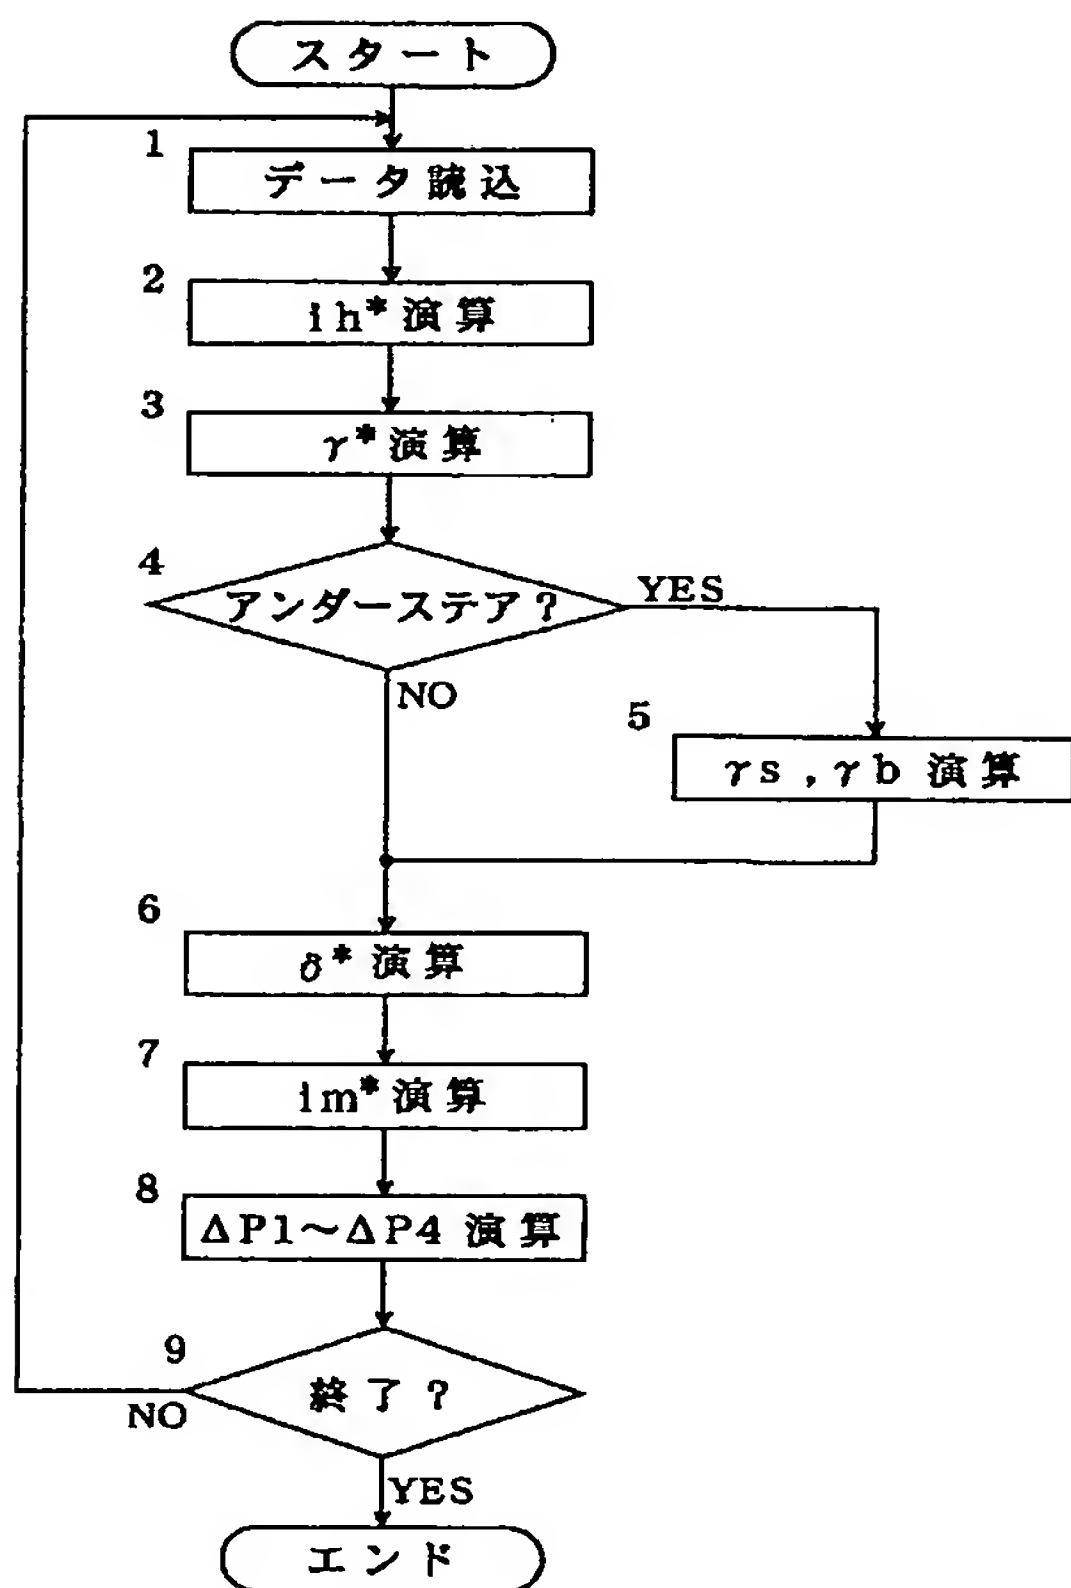 スタート
1
データ読込
2
ih*演算
3
γ*演算
4
アンダーステア？
YES
NO
5
γs,γb 演算
6
δ*演算
7
im*演算
8
ΔP1～ΔP4 演算
9
終了？
NO
YES
エンド